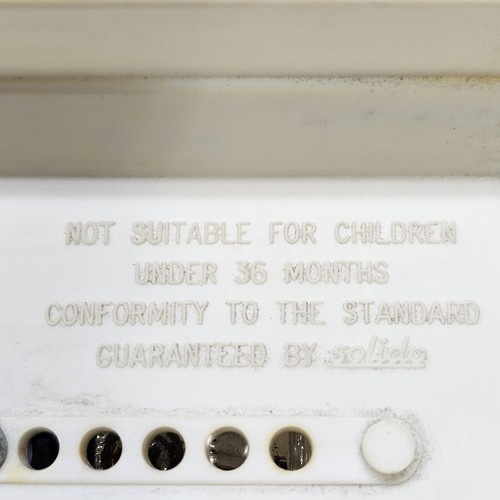 NOT SUITABLE FOR CHILDREN
UNDER 36 MONTHS
CONFORMITY TO THE STANDARD
GUARANTEED BY solido